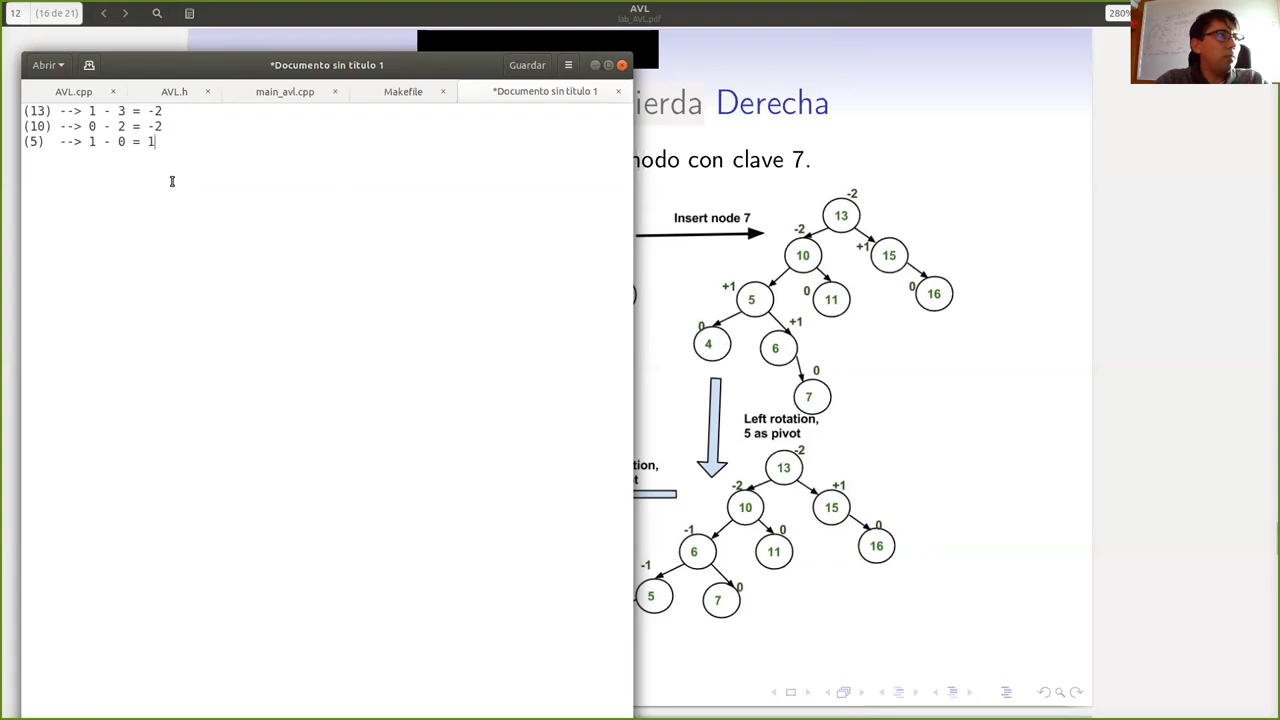 12 (16 de 21)
AVL
lab_AVL.pdf
280%
Abrir
*Documento sin título 1
Guardar
AVL.cpp × AVL.h × main_avl.cpp × Makefile × *Documento sin título 1 ×
(13) --> 1 - 3 = -2
(10) --> 0 - 2 = -2
(5) --> 1 - 0 = 1
ierda Derecha
nodo con clave 7.
Insert node 7
-2
13
-2
10
+1
15
+1
5
0
11
0
16
0
4
+1
6
0
7
Left rotation,
5 as pivot
tion,
t
-2
13
-2
10
+1
15
-1
6
0
11
0
16
-1
5
0
7